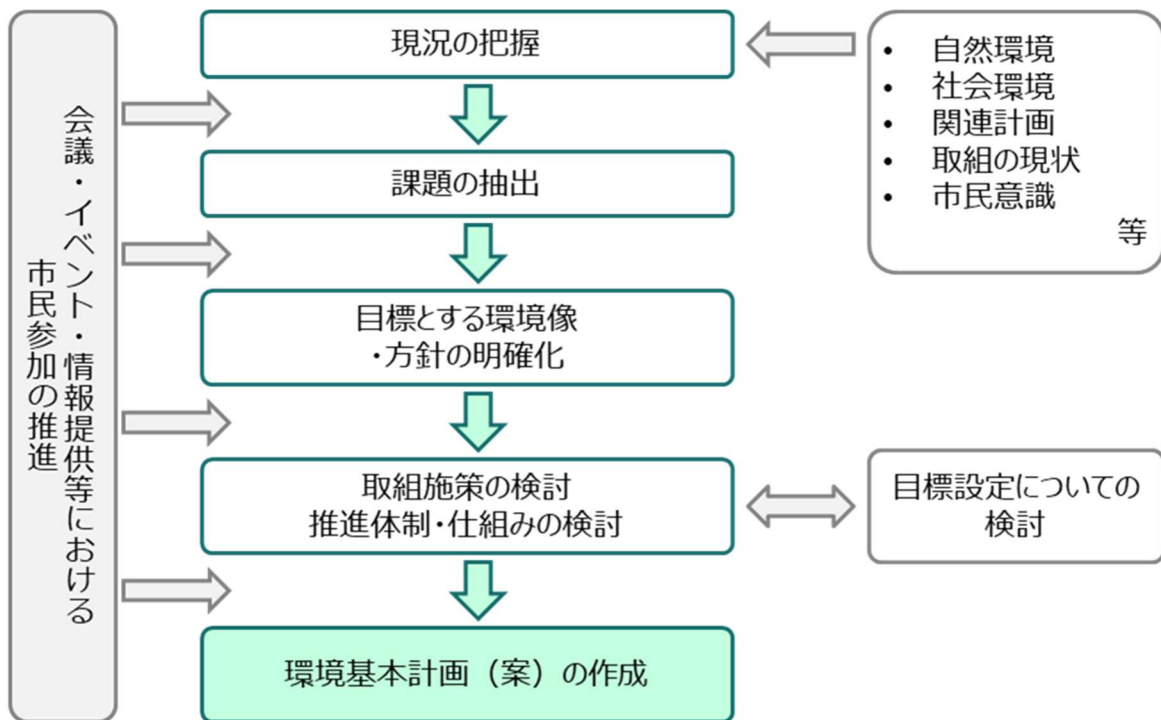 会議・イベント・情報提供等における
市民参加の推進
現況の把握
課題の抽出
目標とする環境像
・方針の明確化
取組施策の検討
推進体制・仕組みの検討
環境基本計画（案）の作成
• 自然環境
• 社会環境
• 関連計画
• 取組の現状
• 市民意識
等
目標設定についての
検討